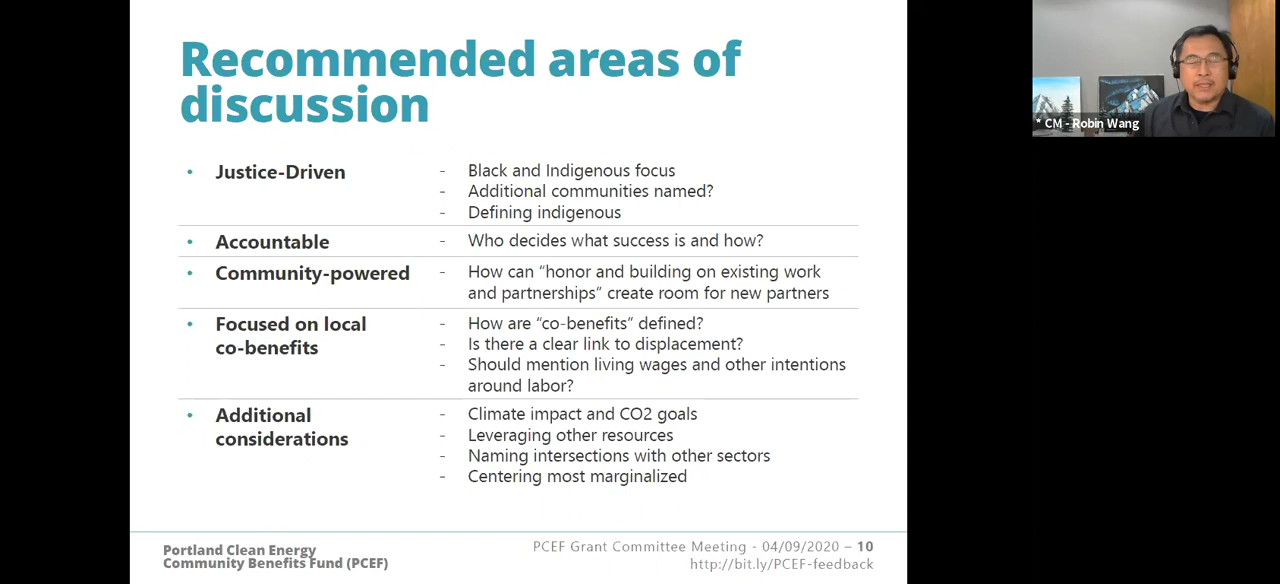 Recommended areas of
discussion
• Justice-Driven
- Black and Indigenous focus
- Additional communities named?
- Defining indigenous
• Accountable
- Who decides what success is and how?
• Community-powered
- How can “honor and building on existing work
and partnerships” create room for new partners
• Focused on local
co-benefits
- How are “co-benefits” defined?
- Is there a clear link to displacement?
- Should mention living wages and other intentions
around labor?
• Additional
considerations
- Climate impact and CO2 goals
- Leveraging other resources
- Naming intersections with other sectors
- Centering most marginalized
Portland Clean Energy
Community Benefits Fund (PCEF)
PCEF Grant Committee Meeting - 04/09/2020 – 10
http://bit.ly/PCEF-feedback
* CM - Robin Wang